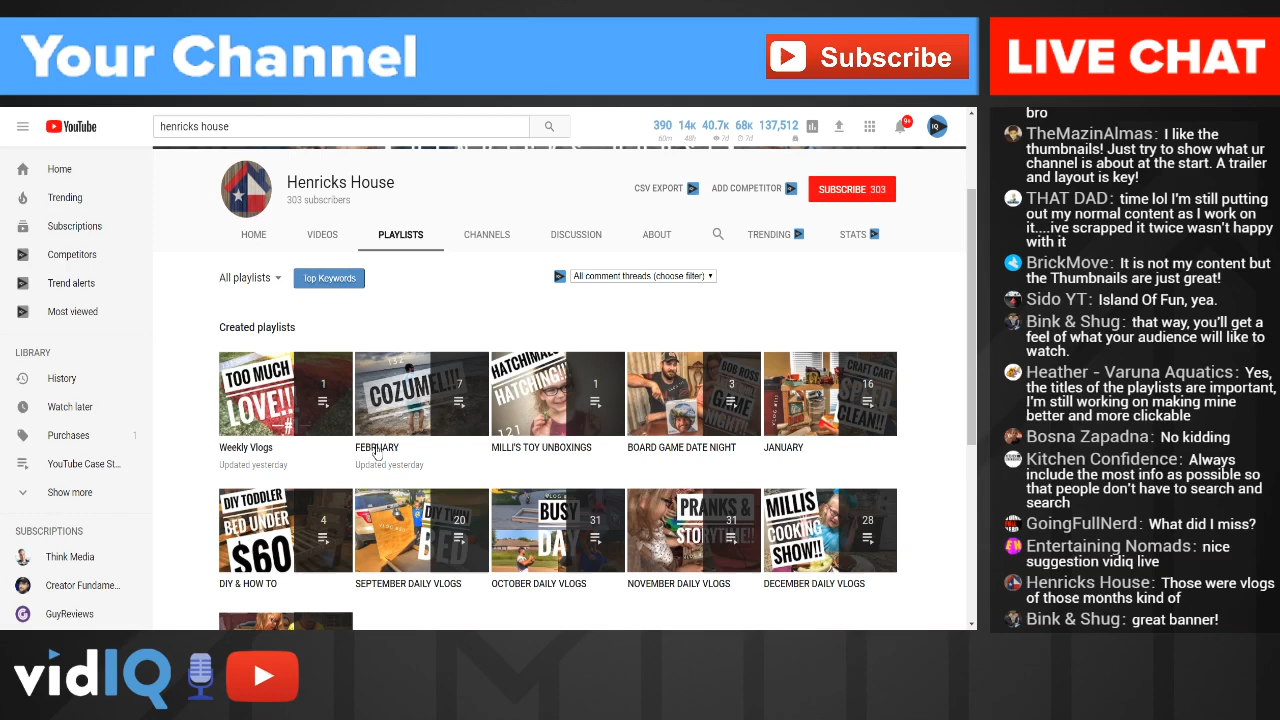 Your Channel
Subscribe
LIVE CHAT
YouTube
henricks house
390 14K 40.7K 68K 137,512
60m 48h 7d 7d
9+
Home
Trending
Subscriptions
Competitors
Trend alerts
Most viewed
LIBRARY
History
Watch later
Purchases 1
YouTube Case St...
Show more
SUBSCRIPTIONS
Think Media
Creator Fundame...
GuyReviews
Henricks House
303 subscribers
CSV EXPORT
ADD COMPETITOR
SUBSCRIBE 303
HOME
VIDEOS
PLAYLISTS
CHANNELS
DISCUSSION
ABOUT
TRENDING
STATS
All playlists
Top Keywords
All comment threads (choose filter)
Created playlists
TOO MUCH
LOVE!!
1
Weekly Vlogs
Updated yesterday
132
COZUMEL!!!
7
FEBRUARY
Updated yesterday
HATCHIMALS
HATCHING!!
121
1
MILLI'S TOY UNBOXINGS
BOB ROSS
GAME
NIGHT
3
BOARD GAME DATE NIGHT
CRAFT CART
SPEED
CLEAN!!
16
JANUARY
DIY TODDLER
BED UNDER
$60
4
DIY & HOW TO
DIY TWIN
BED
20
SEPTEMBER DAILY VLOGS
BUSY
DAY
31
OCTOBER DAILY VLOGS
PRANKS &
STORYTIME!!
31
NOVEMBER DAILY VLOGS
MILLIS
COOKING
SHOW!!
28
DECEMBER DAILY VLOGS
bro
TheMazinAlmas: I like the
thumbnails! Just try to show what ur
channel is about at the start. A trailer
and layout is key!
THAT DAD: time lol I'm still putting
out my normal content as I work on
it....ive scrapped it twice wasn't happy
with it
BrickMove: It is not my content but
the Thumbnails are just great!
Sido YT: Island Of Fun, yea.
Bink & Shug: that way, you'll get a
feel of what your audience will like to
watch.
Heather - Varuna Aquatics: Yes,
the titles of the playlists are important,
I'm still working on making mine
better and more clickable
Bosna Zapadna: No kidding
Kitchen Confidence: Always
include the most info as possible so
that people don't have to search and
search
GoingFullNerd: What did I miss?
Entertaining Nomads: nice
suggestion vidiq live
Henricks House: Those were vlogs
of those months kind of
Bink & Shug: great banner!
vidIQ